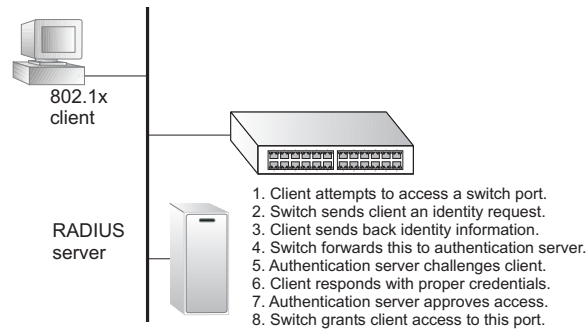 802.1x
client
1. Client attempts to access a switch port.
2. Switch sends client an identity request.
3. Client sends back identity information.
4. Switch forwards this to authentication server.
5. Authentication server challenges client.
6. Client responds with proper credentials.
7. Authentication server approves access.
8. Switch grants client access to this port.
RADIUS
server